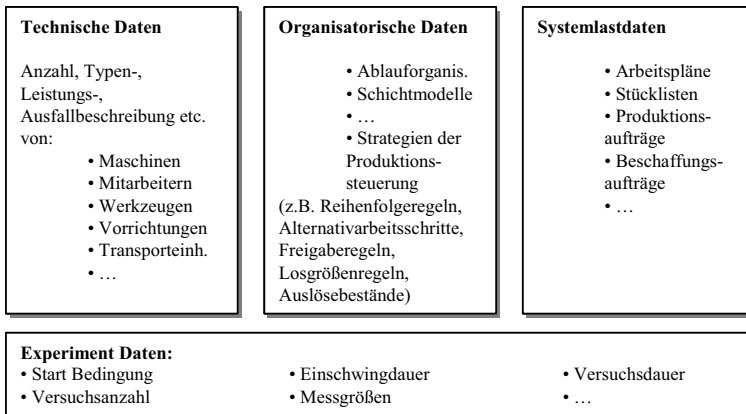 Technische Daten
Anzahl, Typen-,
Leistungs-,
Ausfallbeschreibung etc.
von:
• Maschinen
• Mitarbeitern
• Werkzeugen
• Vorrichtungen
• Transporteinh.
• …
Organisatorische Daten
• Ablauforganis.
• Schichtmodelle
• …
• Strategien der
Produktions-
steuerung
(z.B. Reihenfolgeregeln,
Alternativarbeitsschritte,
Freigaberegeln,
Losgrößenregeln,
Auslösebestände)
Systemlastdaten
• Arbeitspläne
• Stücklisten
• Produktions-
aufträge
• Beschaffungs-
aufträge
• …
Experiment Daten:
• Start Bedingung • Einschwingdauer • Versuchsdauer
• Versuchsanzahl • Messgrößen • …